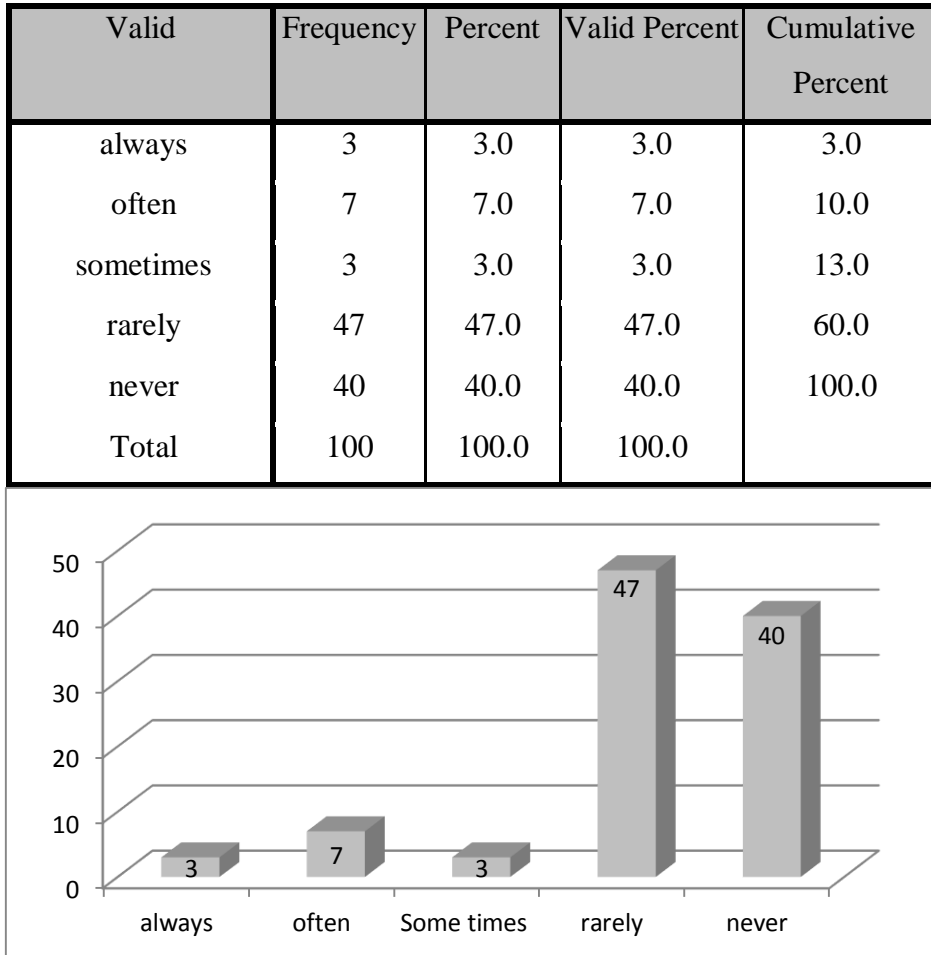 Valid Frequency Percent Valid Percent Cumulative
Percent
always 3 3.0 3.0 3.0
often 7 7.0 7.0 10.0
sometimes 3 3.0 3.0 13.0
rarely 47 47.0 47.0 60.0
never 40 40.0 40.0 100.0
Total 100 100.0 100.0
50
47
40
40
30
20
10
7
3
3
0
always often Some times rarely never